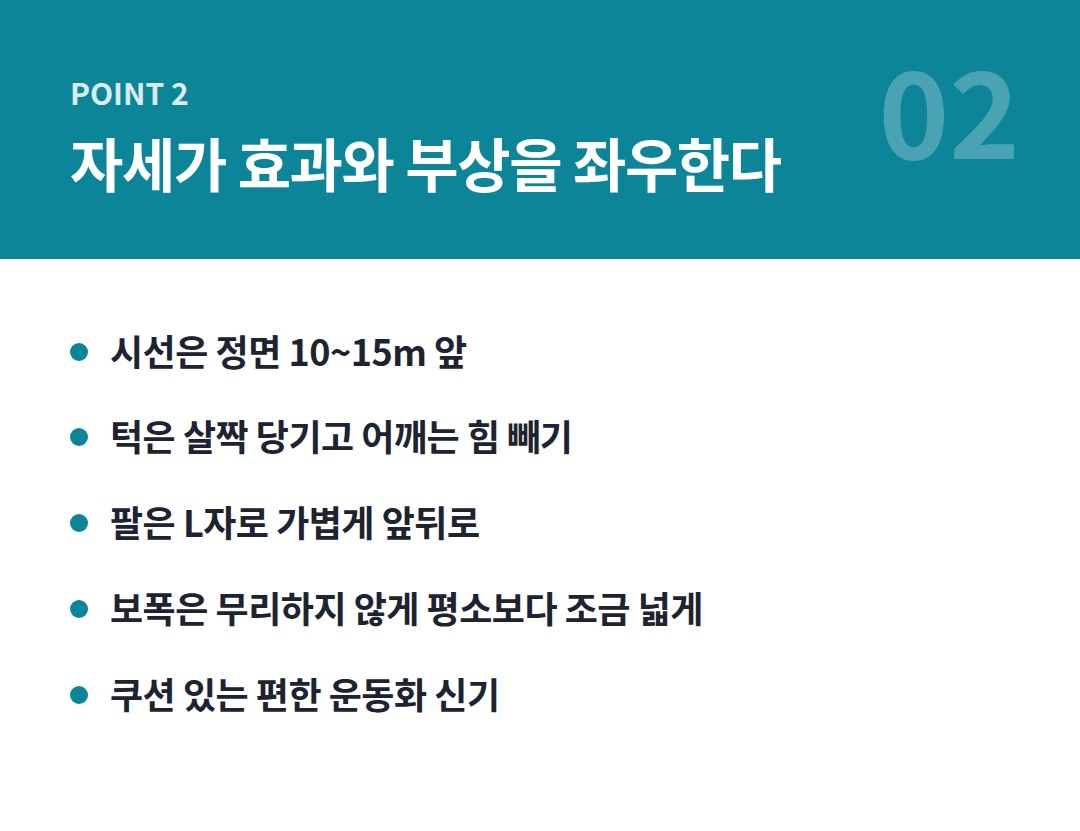 POINT 2
02
자세가 효과와 부상을 좌우한다
시선은 정면 10~15m 앞
턱은 살짝 당기고 어깨는 힘 빼기
팔은 L자로 가볍게 앞뒤로
보폭은 무리하지 않게 평소보다 조금 넓게
쿠션 있는 편한 운동화 신기